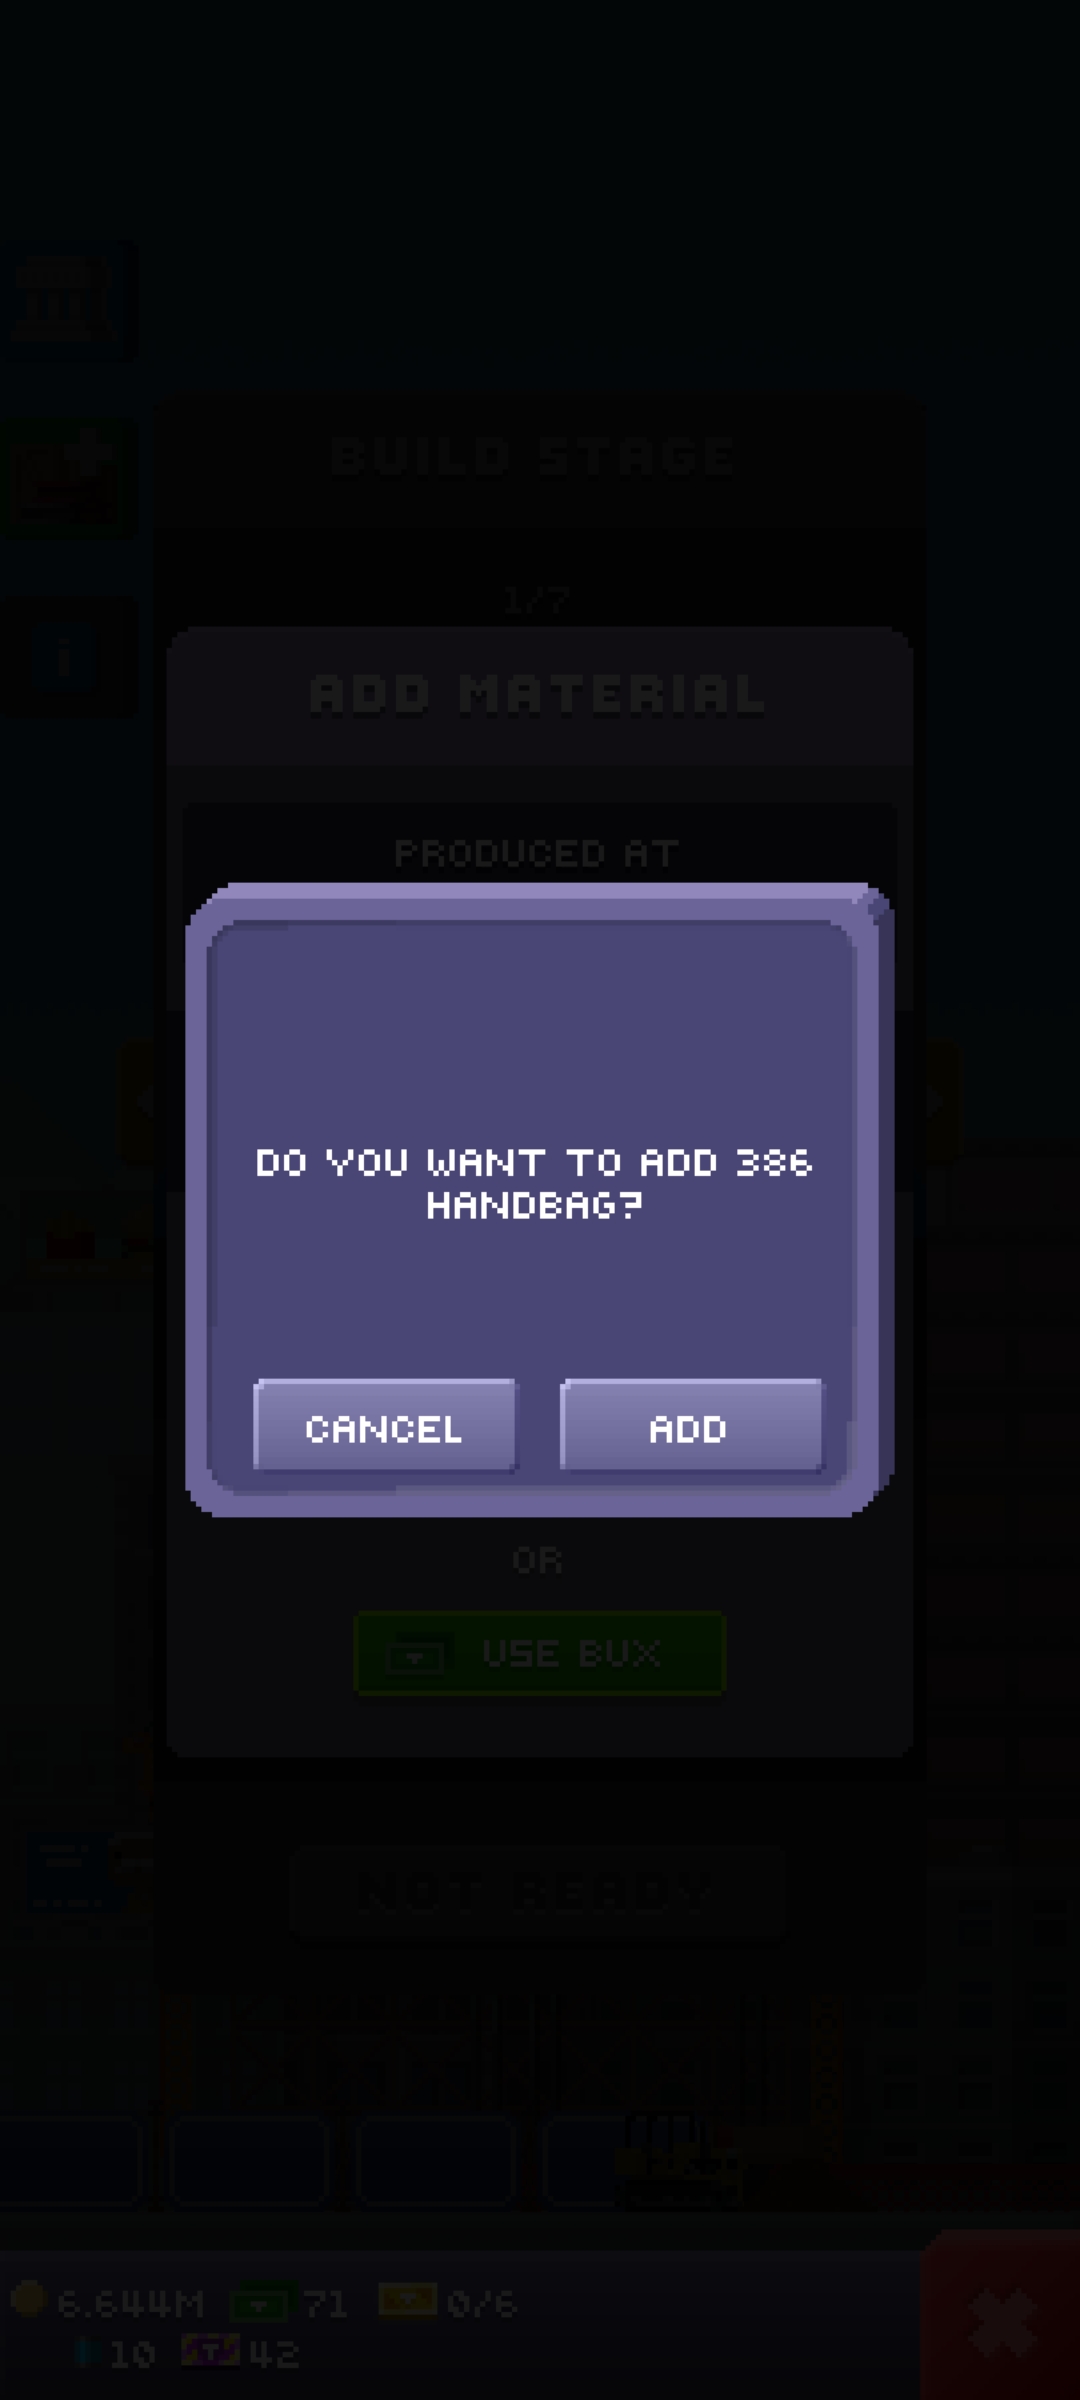 BUILD STAGE
1/7
ADD MATERIAL
PRODUCED AT
DO YOU WANT TO ADD 386
HANDBAG?
CANCEL
ADD
OR
USE BUX
NOT READY
6.644M
71
0/6
10
42